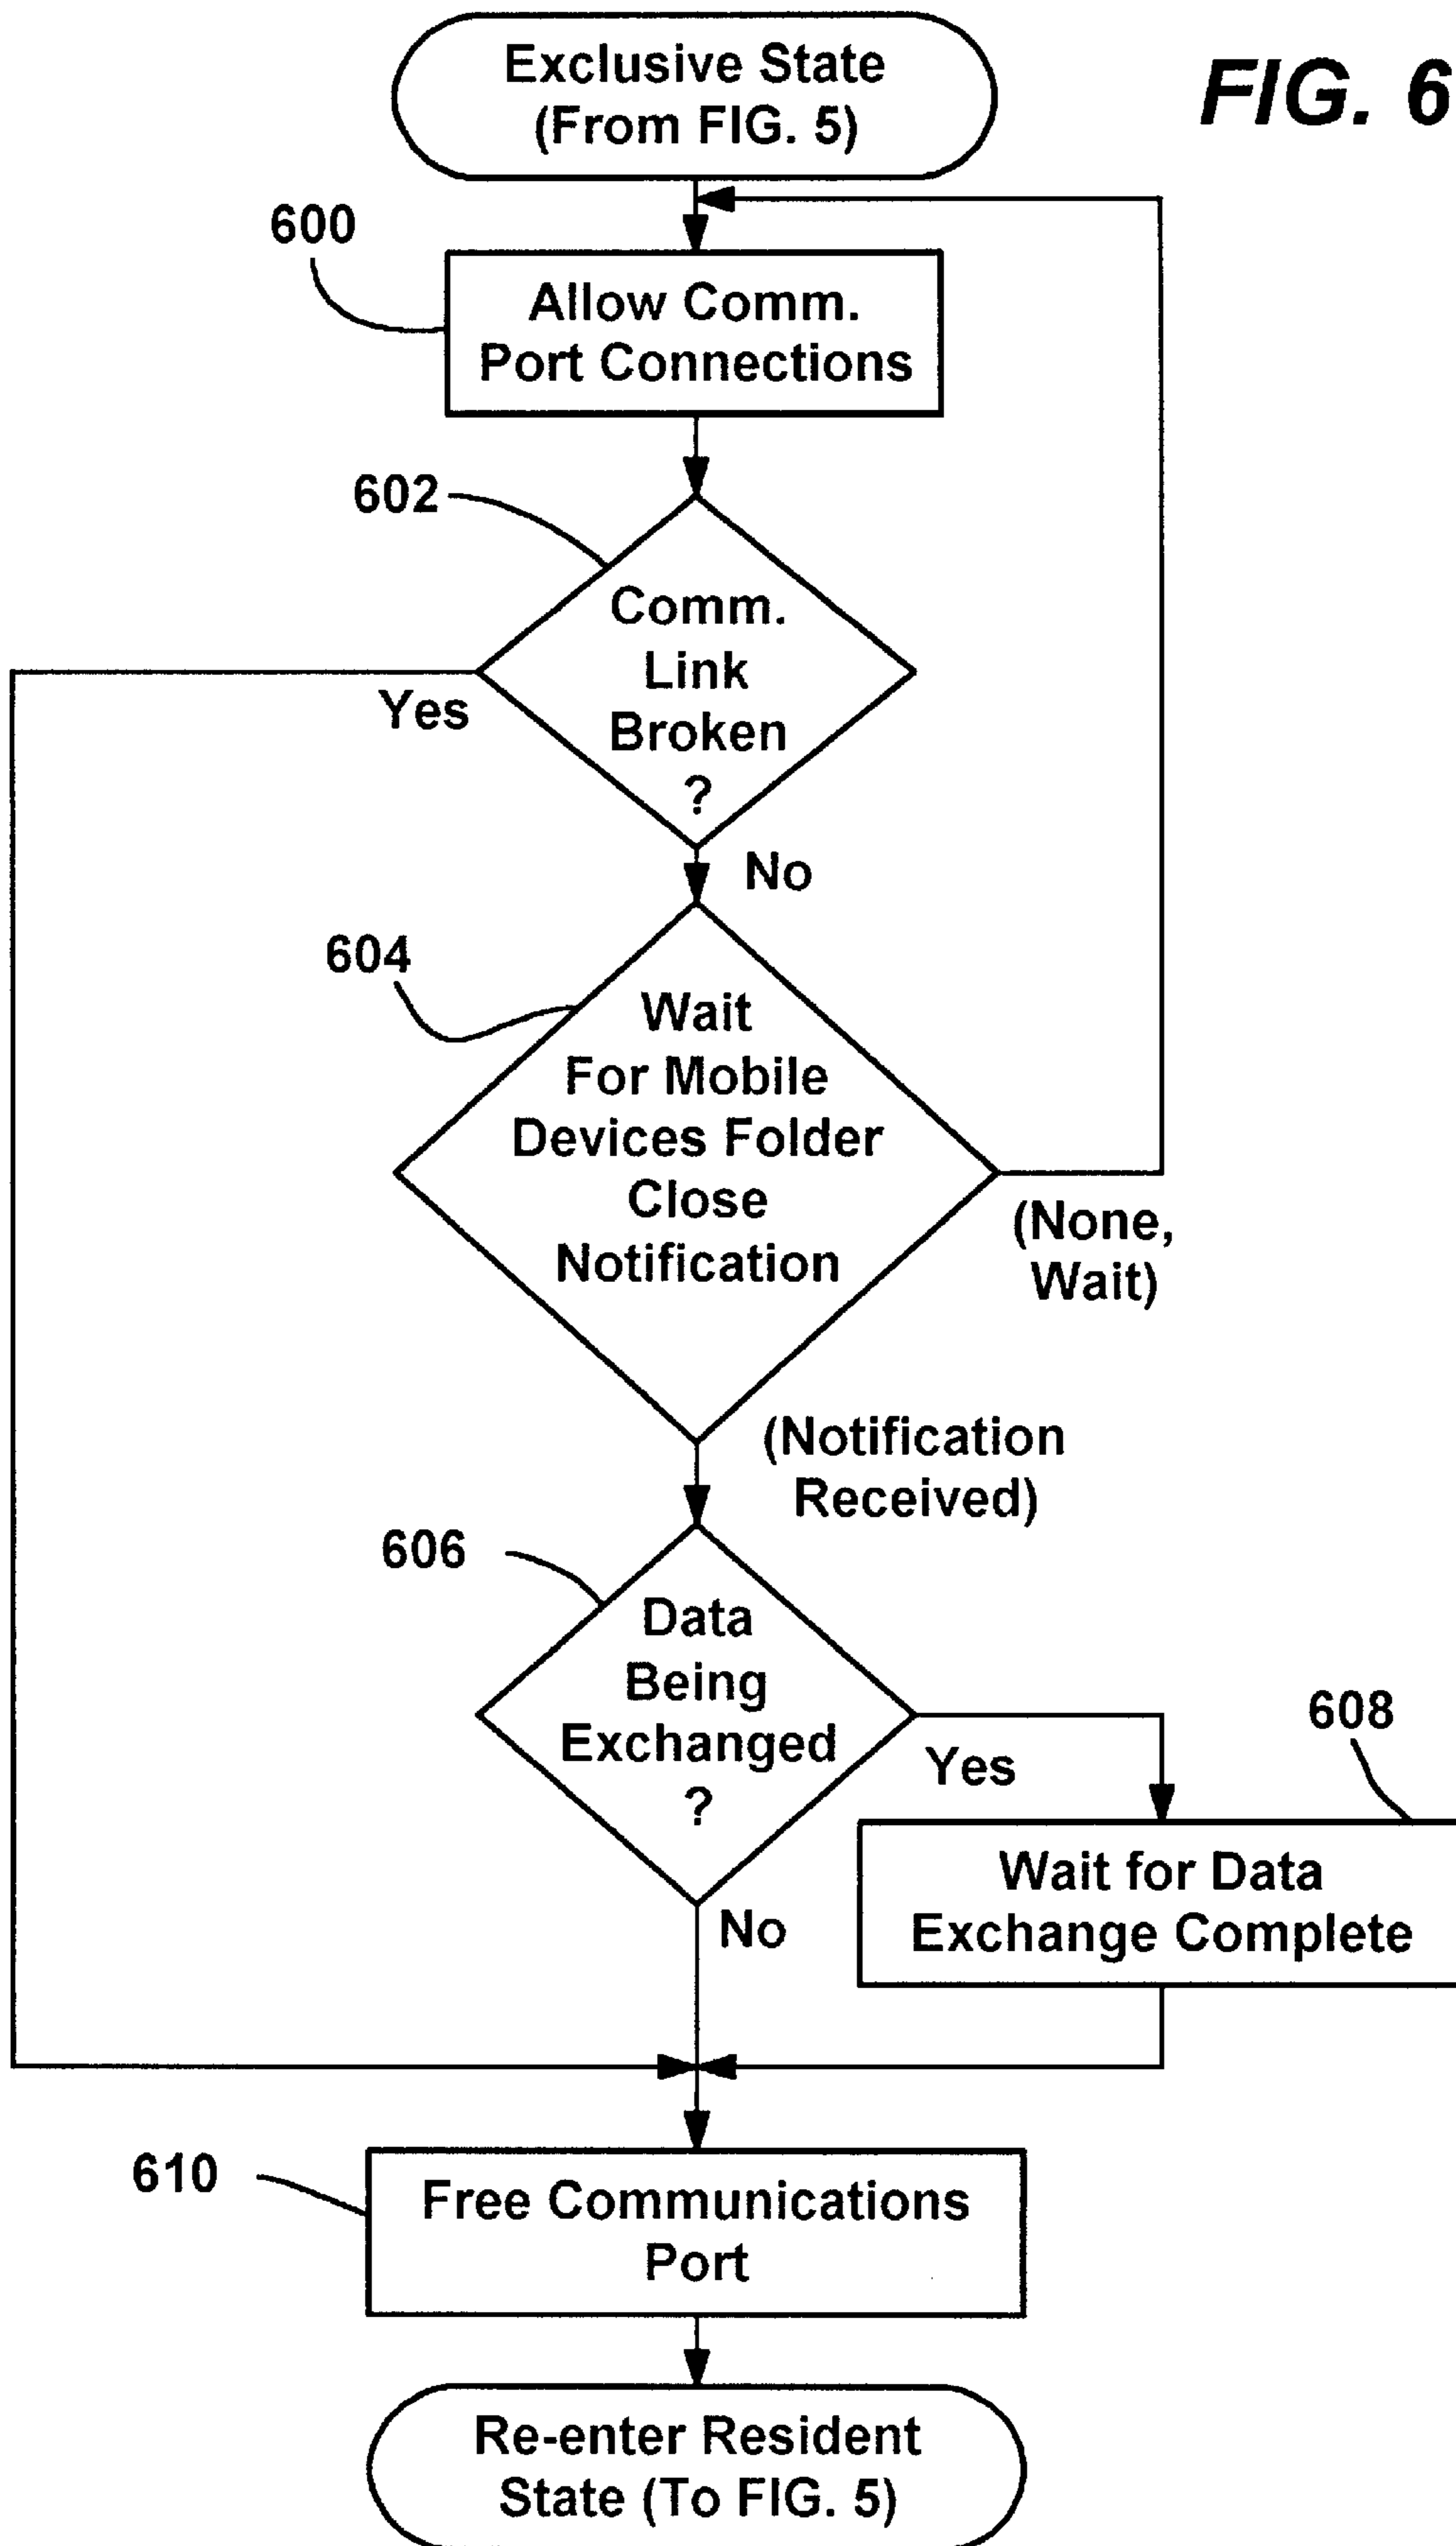 Exclusive State
(From FIG. 5)
FIG. 6
600
Allow Comm.
Port Connections
602
Comm.
Link
Broken
?
Yes
No
604
Wait
For Mobile
Devices Folder
Close
Notification
(None,
Wait)
(Notification
Received)
606
Data
Being
Exchanged
?
Yes
608
Wait for Data
Exchange Complete
No
610
Free Communications
Port
Re-enter Resident
State (To FIG. 5)